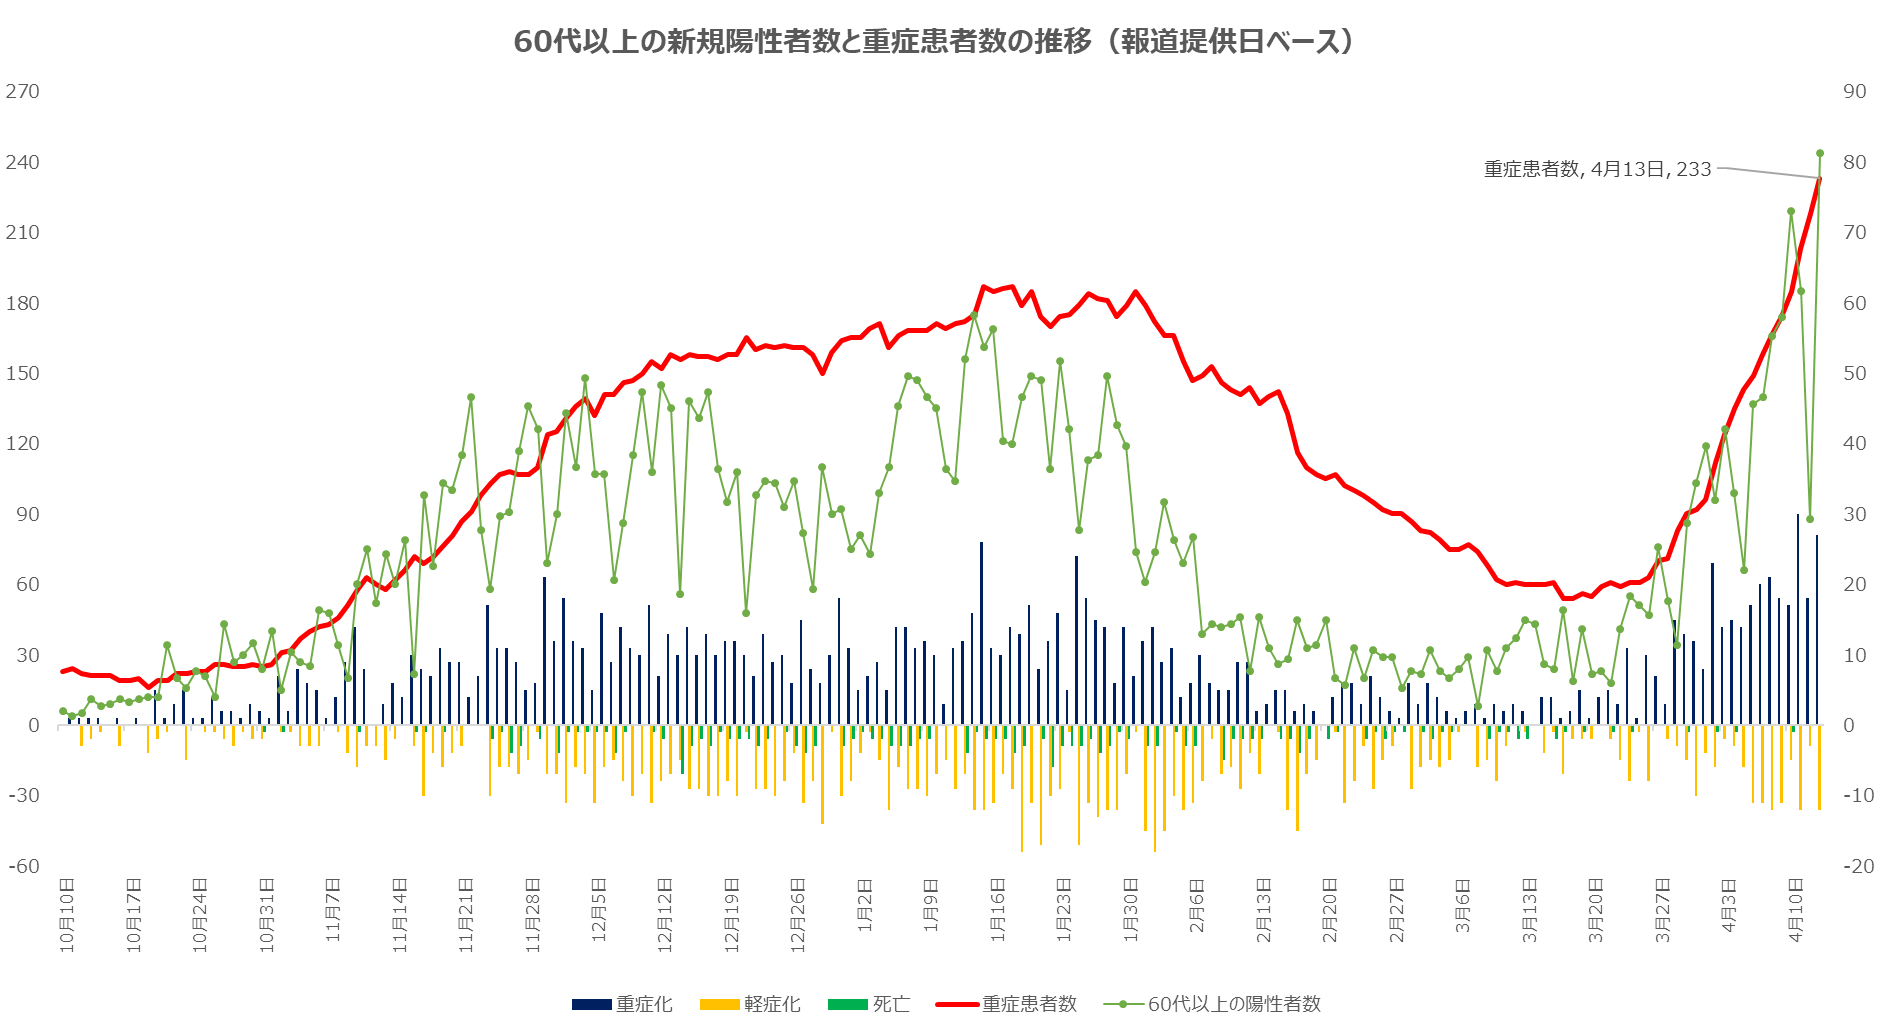 60代以上の新規陽性者数と重症患者数の推移（報道提供日ベース）
270
240
210
180
150
120
90
60
30
0
-30
-60
90
80
70
60
50
40
30
20
10
0
-10
-20
重症患者数, 4月13日, 233
10月10日
10月17日
10月24日
10月31日
11月7日
11月14日
11月21日
11月28日
12月5日
12月12日
12月19日
12月26日
1月2日
1月9日
1月16日
1月23日
1月30日
2月6日
2月13日
2月20日
2月27日
3月6日
3月13日
3月20日
3月27日
4月3日
4月10日
重症化 軽症化 死亡 重症患者数 60代以上の陽性者数